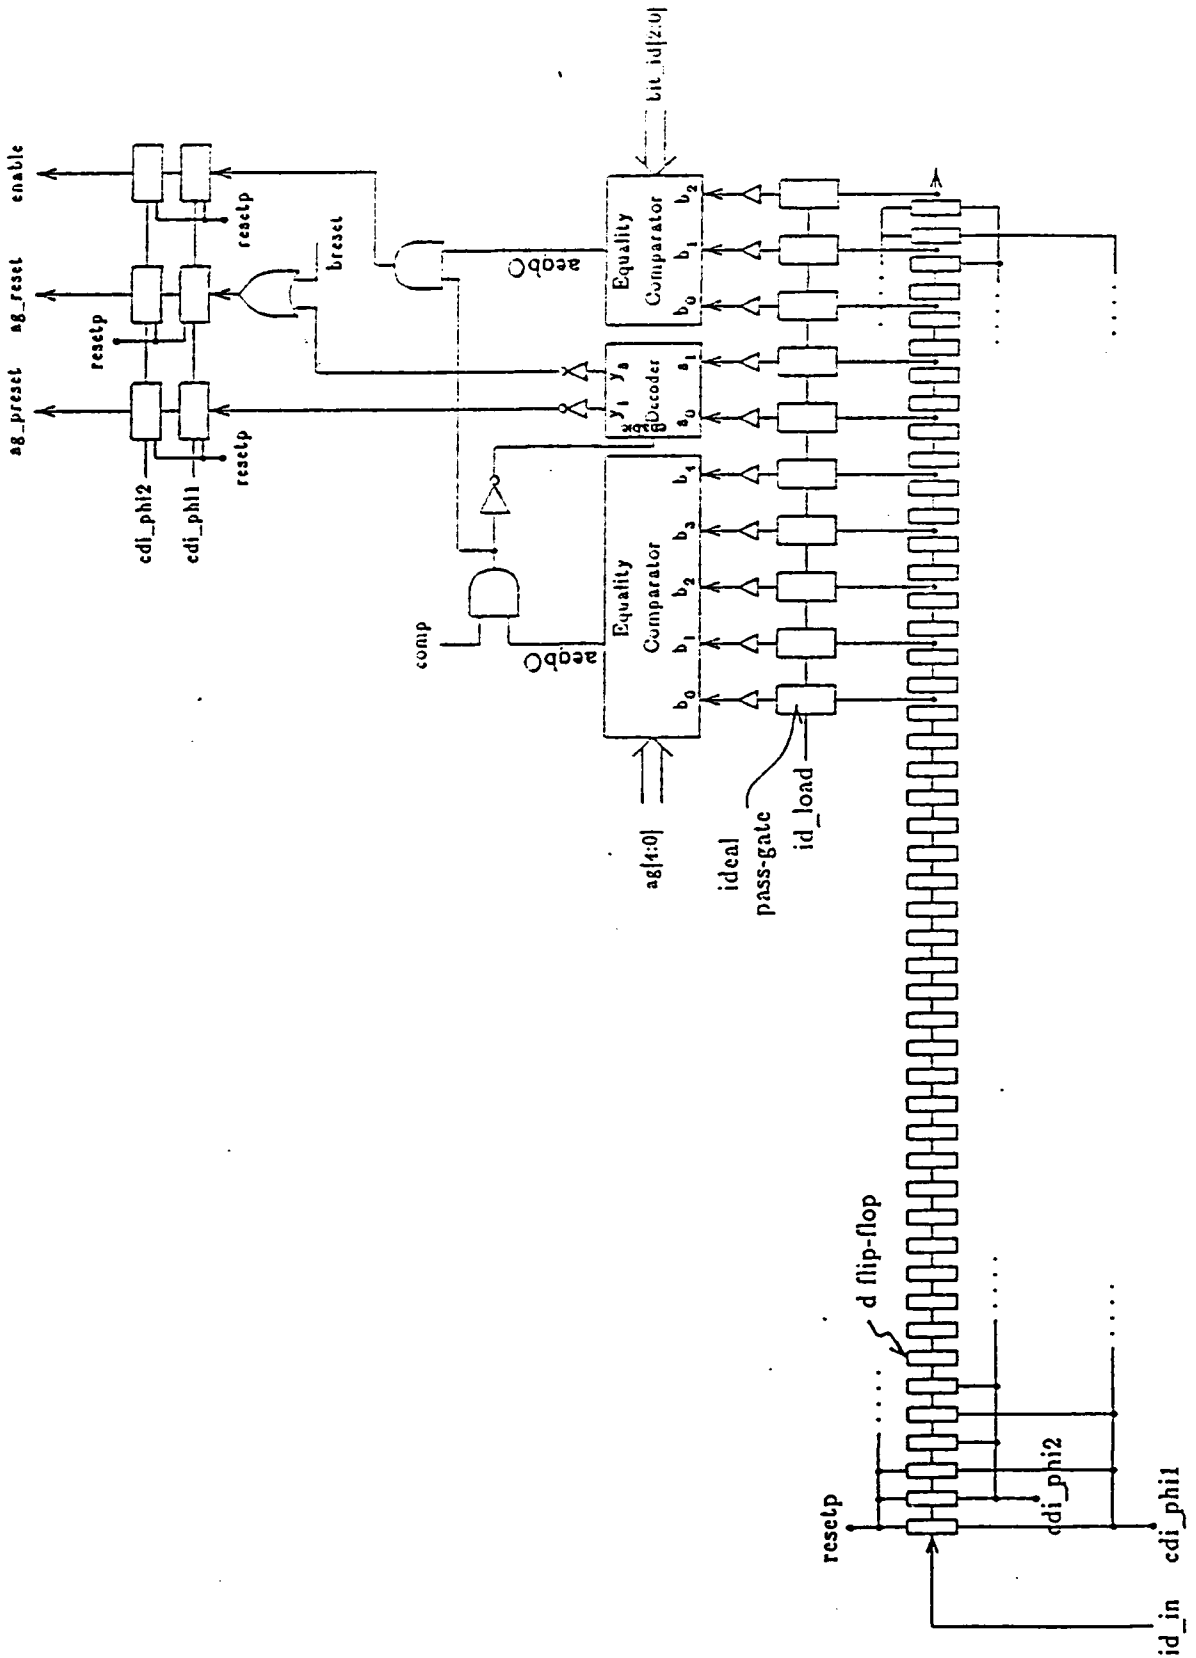 ag_preset
ag_reset
enable
cdi_phi2
cdi_phi1
resetp
resetp
resetp
breset
comp
aeqbO
aeqbO
Equality
Comparator
b0
b1
b2
b3
b4
Decoder
y1
y3
a0
a1
Equality
Comparator
b0
b1
b2
ag[4:0]
bit_id[2:0]
ideal
pass-gate
id_load
d flip-flop
resetp
cdi_phi2
cdi_phi1
id_in